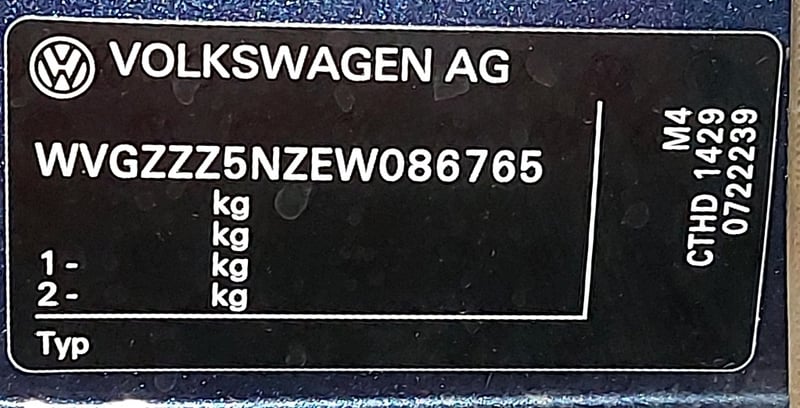 VOLKSWAGEN AG
WVGZZZ5NZEW086765
kg
kg
1- kg
2- kg
Typ
M4
CTHD 1429
0722239